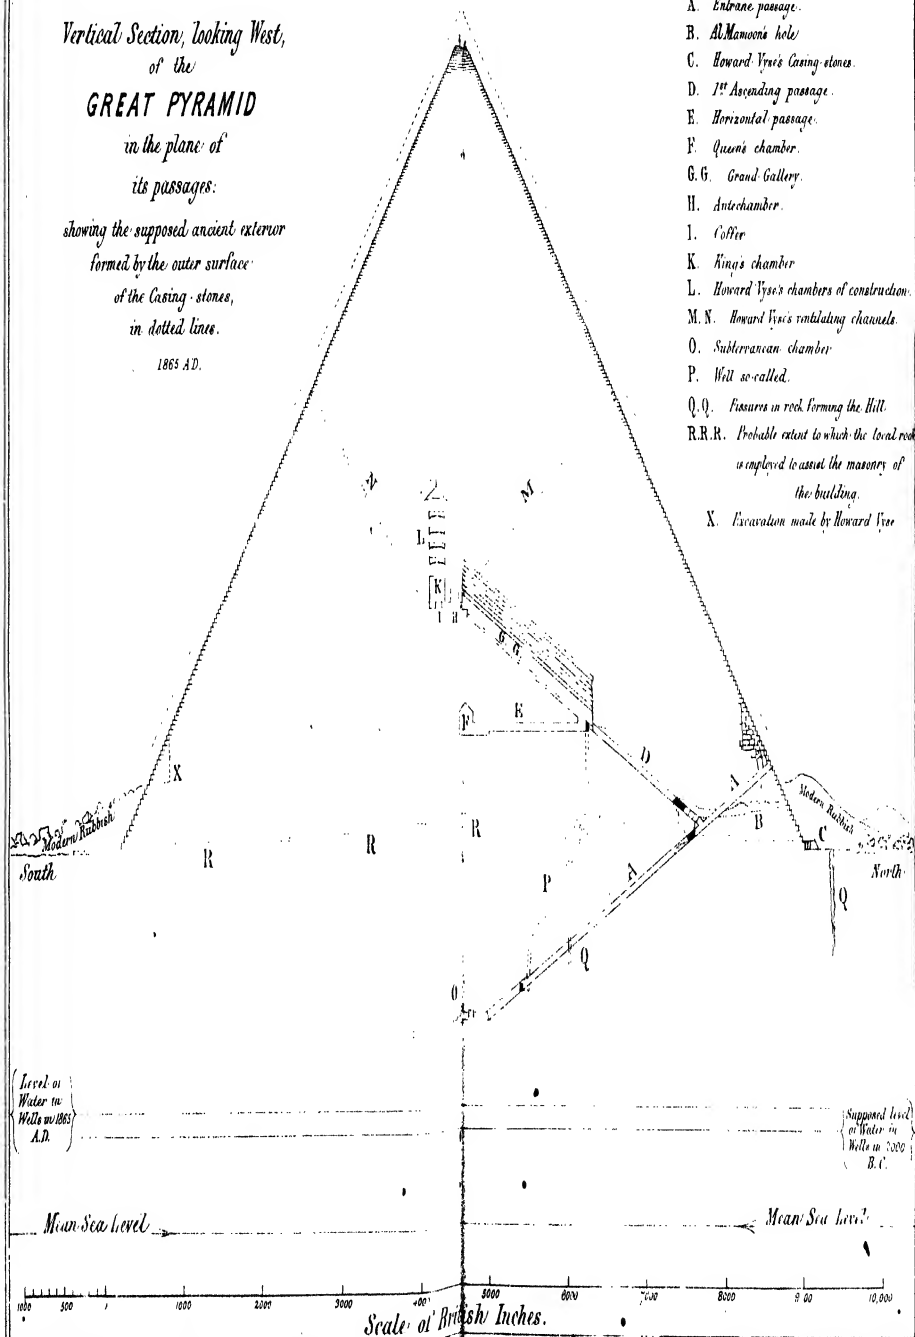 Vertical Section, looking West,
of the
GREAT PYRAMID
in the plane of
its passages:
showing the supposed ancient exterior
formed by the outer surface
of the Casing-stones,
in dotted lines.
1865 A.D.
A. Entrane passage.
B. Al Mamoon's hole
C. Howard Vyse's Casing-stones.
D. 1st Ascending passage.
E. Horizontal passage.
F. Queen's chamber.
G.G. Grand Gallery.
H. Antechamber.
I. Coffer
K. King's chamber
L. Howard Vyse's chambers of construction.
M.N. Howard Vyse's ventilating channels.
O. Subterranean chamber
P. Well so-called.
Q.Q. Fissures in rock forming the Hill.
R.R.R. Probable extent to which the local rock
is employed to assist the masonry of
the building.
X. Excavation made by Howard Vyse
N
M
L
K
I H
G G
F
E
D
X
A
B
C
Modern Rubbish
Modern Rubbish
R
R
R
South
North
P
A
Q
Q
O
Level of
Water in
Wells in 1865
A.D.
Supposed level
of Water in
Wells in 2000
B.C.
Mean Sea Level
Mean Sea Level
1000 500 1000 2000 3000 400 5000 6000 7000 8000 9 00 10,000
Scale of British Inches.